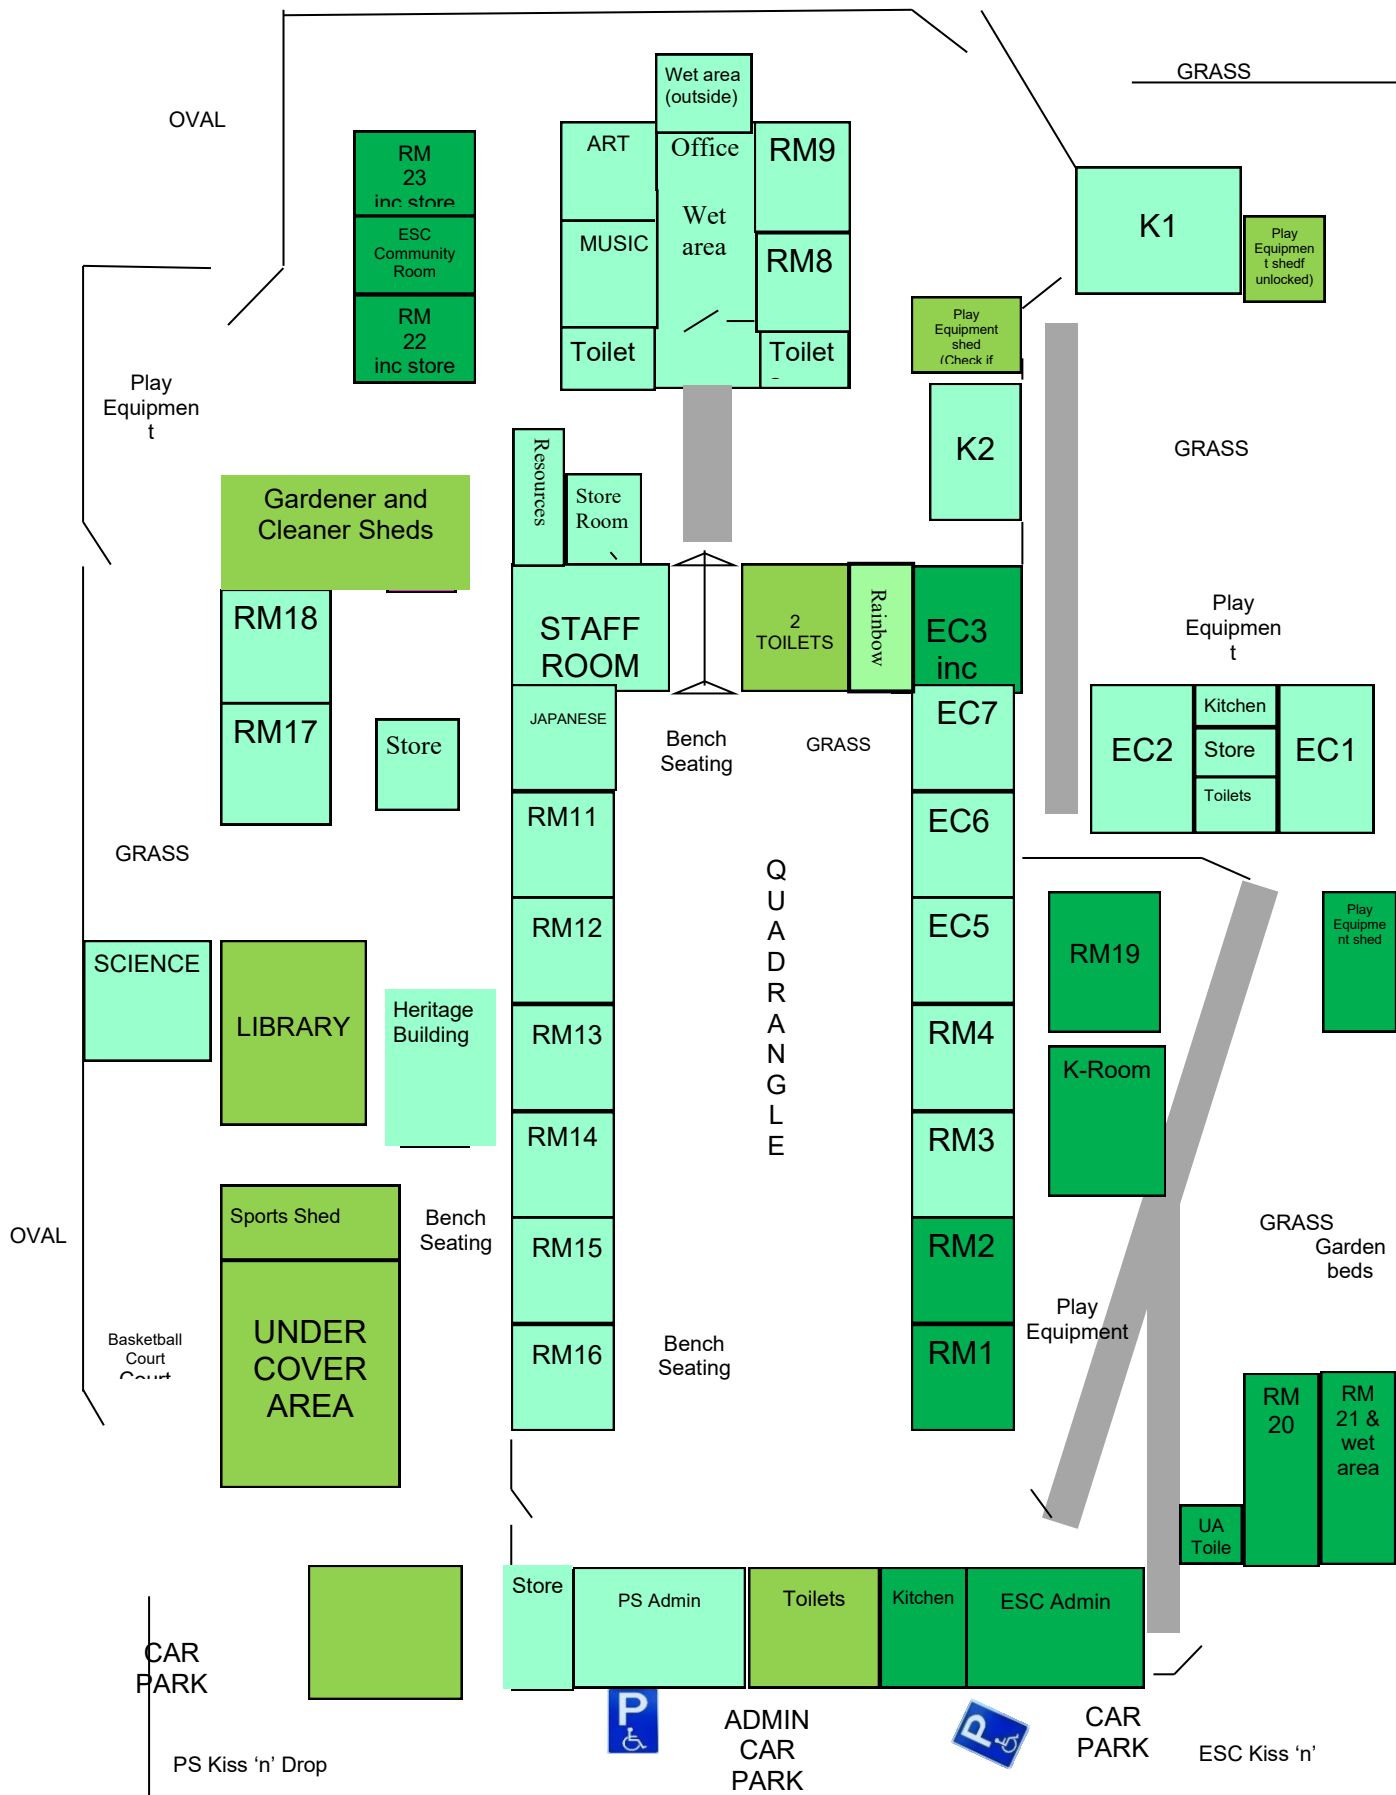 GRASS
OVAL
Wet area
(outside)
RM
23
inc store
ESC
Community
Room
RM
22
inc store
ART
Office
RM9
MUSIC
Wet
area
RM8
Toilet
Toilet
K1
Play
Equipmen
t shedf
unlocked)
Play
Equipment
shed
(Check if
Play
Equipmen
t
K2
GRASS
Resources
Store
Room
Gardener and
Cleaner Sheds
RM18
STAFF
ROOM
2
TOILETS
Rainbow
EC3
inc
Play
Equipmen
t
RM17
Store
JAPANESE
Bench
Seating
GRASS
EC7
EC2
Kitchen
Store
Toilets
EC1
RM11
EC6
GRASS
Q
U
A
D
R
A
N
G
L
E
RM12
EC5
RM19
Play
Equipme
nt shed
SCIENCE
LIBRARY
Heritage
Building
RM13
RM4
K-Room
RM14
RM3
OVAL
Sports Shed
Bench
Seating
RM15
RM2
GRASS
Garden
beds
Basketball
Court
Court
UNDER
COVER
AREA
RM16
Bench
Seating
RM1
Play
Equipment
RM
20
RM
21 &
wet
area
UA
Toile
Store
PS Admin
Toilets
Kitchen
ESC Admin
CAR
PARK
P
ADMIN
CAR
PARK
P
CAR
PARK
PS Kiss ‘n’ Drop
ESC Kiss ‘n’